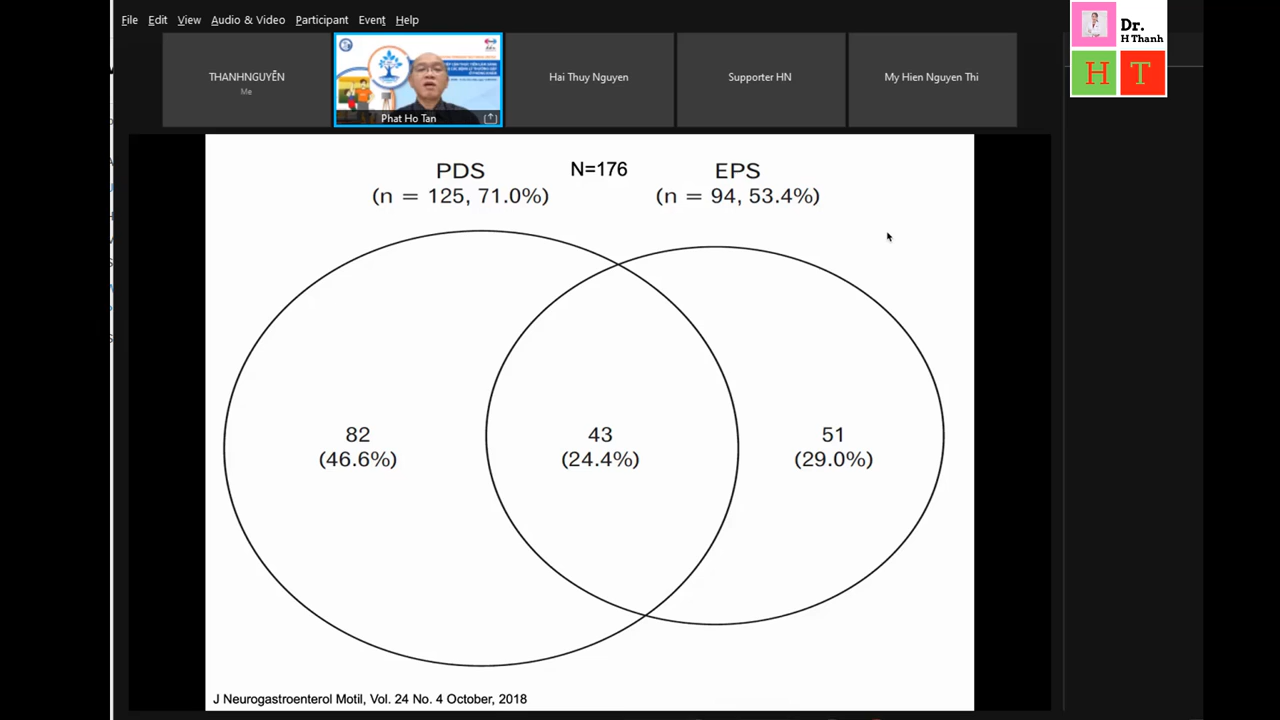 File Edit View Audio & Video Participant Event Help
Dr.
H Thanh
H T
THANHNGUYỄN
Me
Phat Ho Tan
Hai Thuy Nguyen
Supporter HN
My Hien Nguyen Thi
PDS
(n = 125, 71.0%)
N=176
EPS
(n = 94, 53.4%)
82
(46.6%)
43
(24.4%)
51
(29.0%)
J Neurogastroenterol Motil, Vol. 24 No. 4 October, 2018